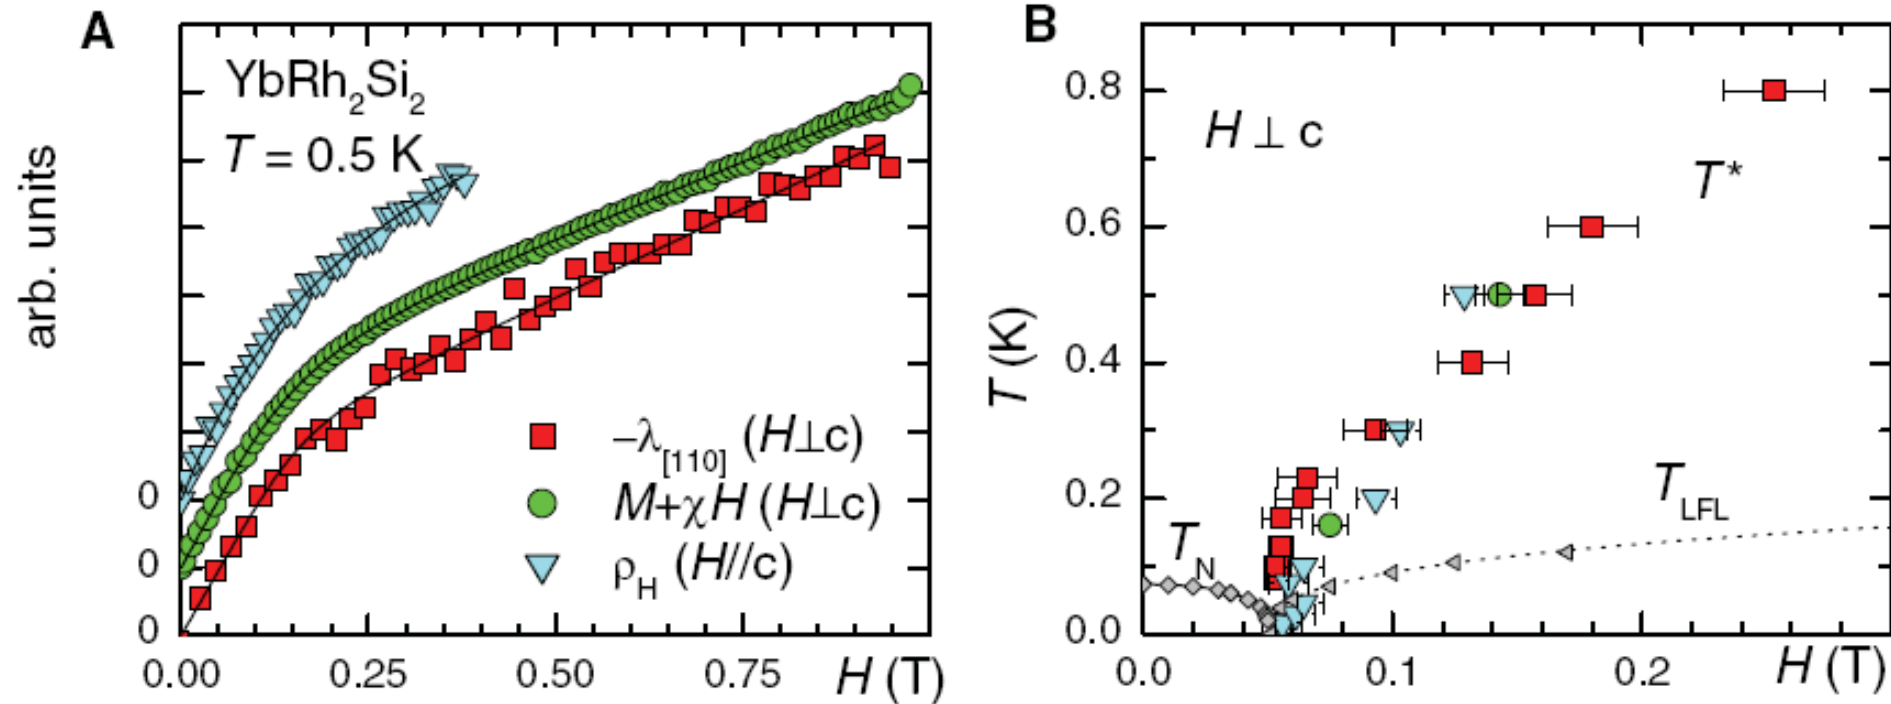 A
YbRh₂Si₂
T = 0.5 K
arb. units
0
0
0
−λ[110] (H⊥c)
M+χH (H⊥c)
ρH (H//c)
0.00 0.25 0.50 0.75 H (T)
B
H ⊥ c
T*
T (K)
0.8
0.6
0.4
0.2
0.0
TN
TLFL
0.0 0.1 0.2 H (T)